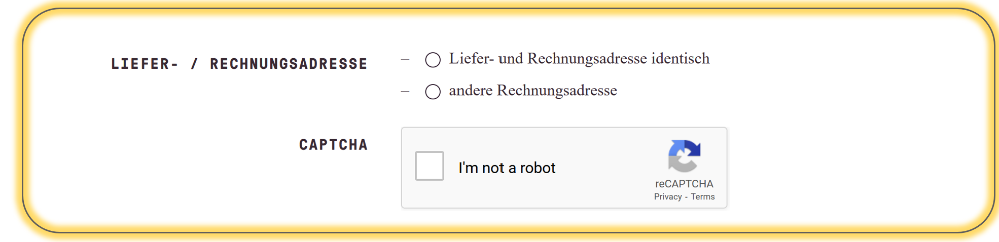 LIEFER- / RECHNUNGSADRESSE
– Liefer- und Rechnungsadresse identisch
– andere Rechnungsadresse
CAPTCHA
I'm not a robot
reCAPTCHA
Privacy - Terms